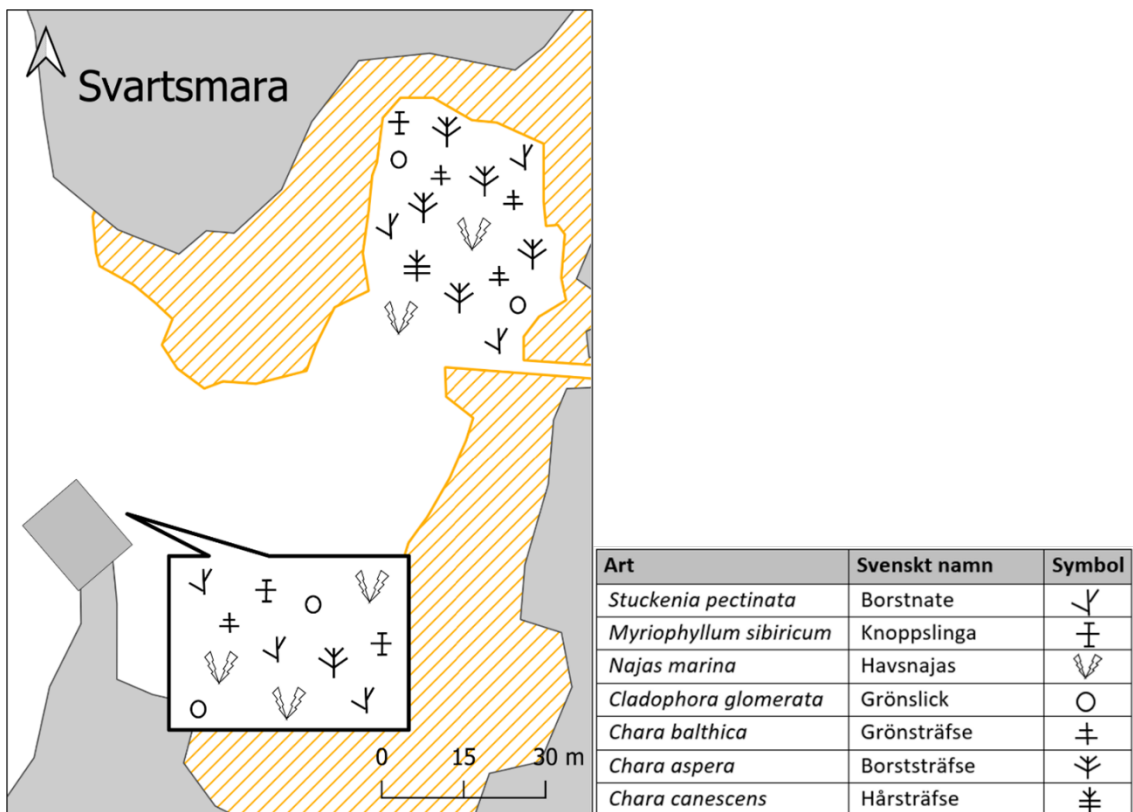 Svartsmara
0 15 30 m
Art Svenskt namn Symbol
Stuckenia pectinata Borstnate
Myriophyllum sibiricum Knoppslinga
Najas marina Havsnajas
Cladophora glomerata Grönslick
Chara balthica Grönsträfse
Chara aspera Borststräfse
Chara canescens Hårsträfse